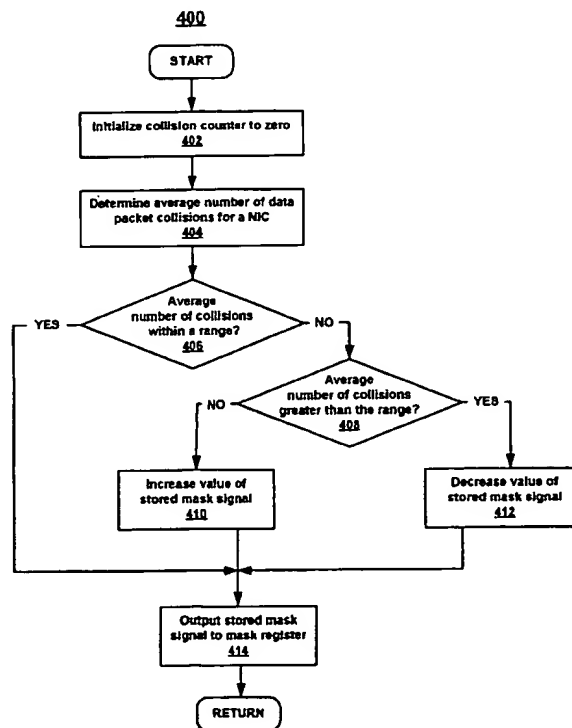 400
START
Initialize collision counter to zero
402
Determine average number of data
packet collisions for a NIC
404
Average
number of collisions
within a range?
406
YES
NO
Average
number of collisions
greater than the range?
408
NO
YES
Increase value of
stored mask signal
410
Decrease value of
stored mask signal
412
Output stored mask
signal to mask register
414
RETURN